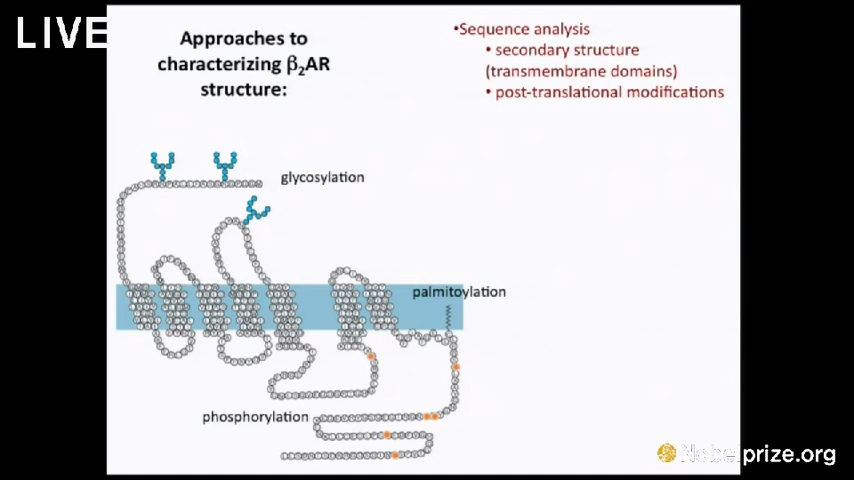 LIVE
Approaches to
characterizing β₂AR
structure:
•Sequence analysis
• secondary structure
(transmembrane domains)
• post-translational modifications
glycosylation
palmitoylation
phosphorylation
Nobelprize.org